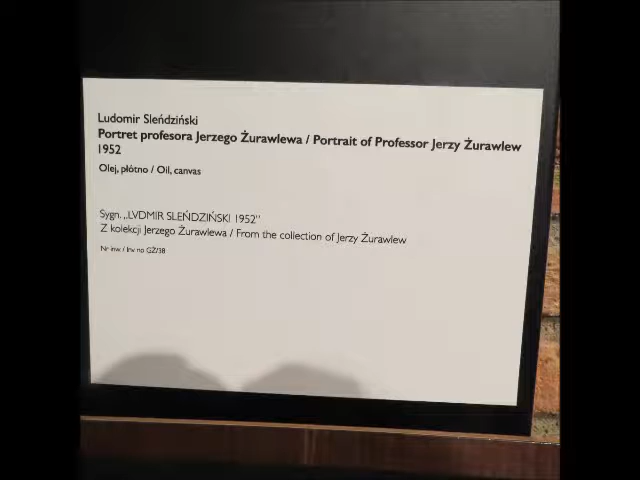 Ludomir Sleńdziński
Portret profesora Jerzego Żurawlewa / Portrait of Professor Jerzy Żurawlew
1952
Olej, płótno / Oil, canvas
Sygn. „LVDMIR SLEŃDZIŃSKI 1952”
Z kolekcji Jerzego Żurawlewa / From the collection of Jerzy Żurawlew
Nr inw. / Inv. no GŻ/38